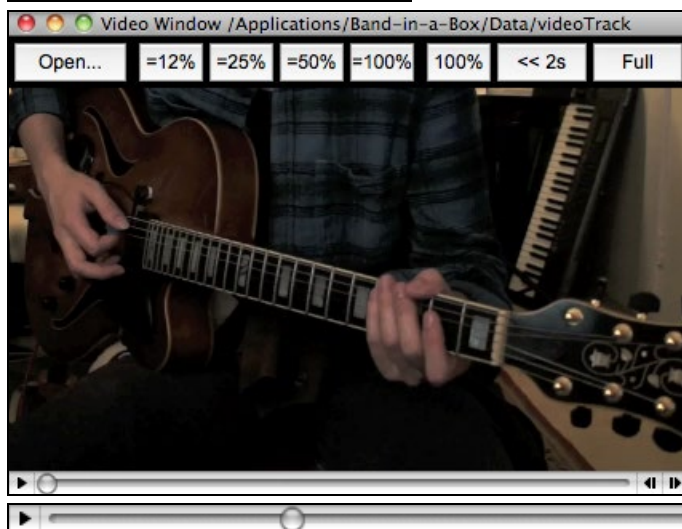 Video Window /Applications/Band-in-a-Box/Data/videoTrack
Open... =12% =25% =50% =100% 100% << 2s Full